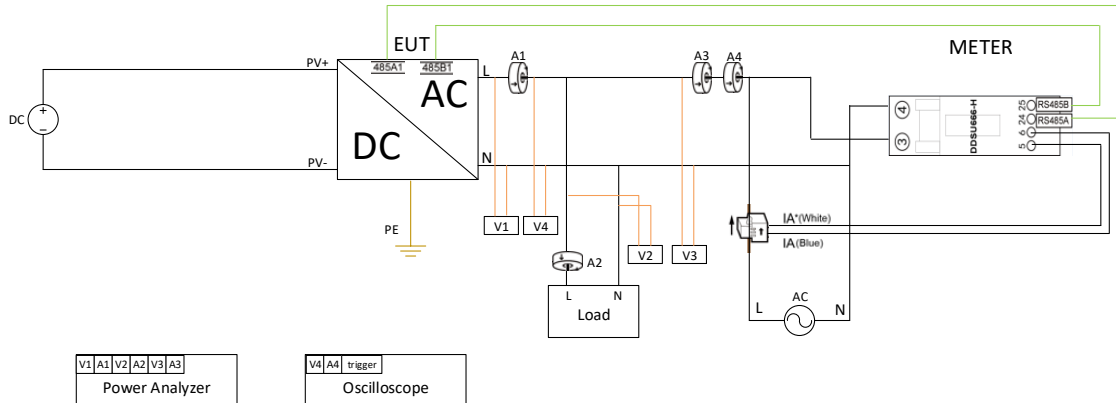 EUT
A1
A3
A4
METER
485A1
485B1
PV+
L
AC
DC
25
RS485B
24
RS485A
6
5
4
3
DDSU666-H
DC
N
PV-
V1
V4
IA*(White)
IA(Blue)
PE
V2
V3
A2
L
N
Load
L
AC
N
V1 A1 V2 A2 V3 A3
Power Analyzer
V4 A4 trigger
Oscilloscope